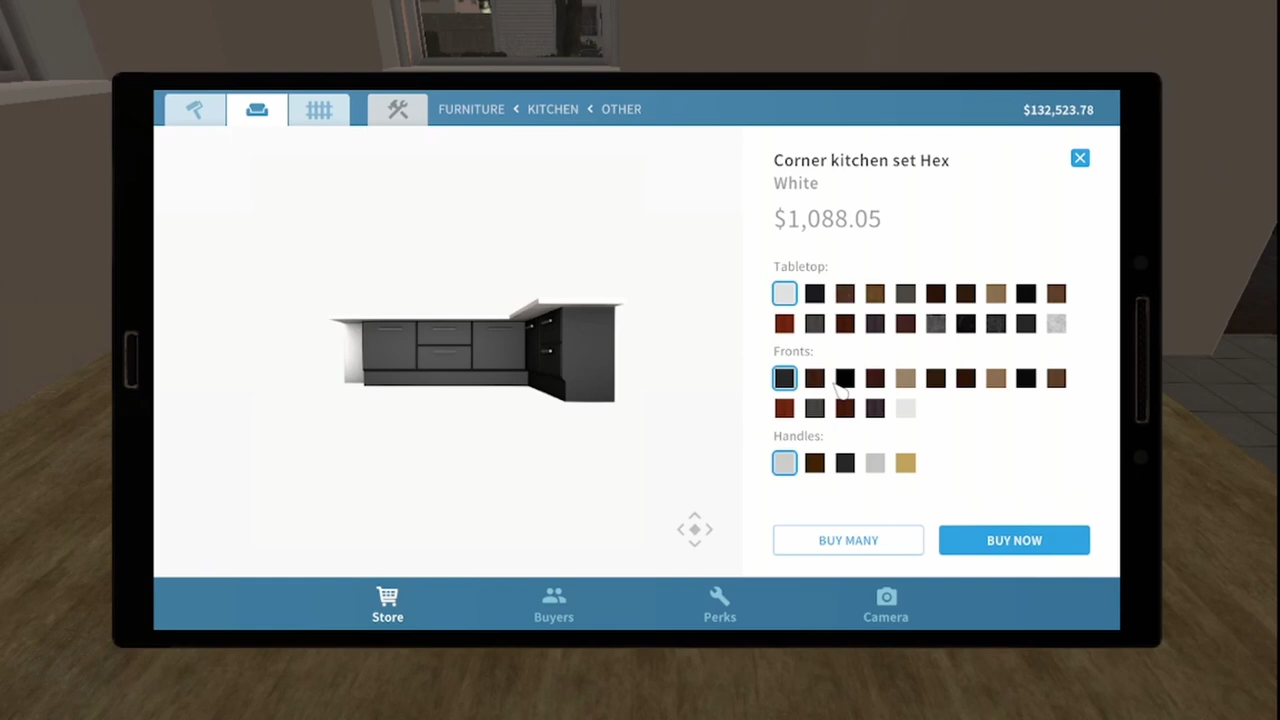 FURNITURE < KITCHEN < OTHER
$132,523.78
Corner kitchen set Hex
White
$1,088.05
Tabletop:
Fronts:
Handles:
BUY MANY
BUY NOW
Store
Buyers
Perks
Camera